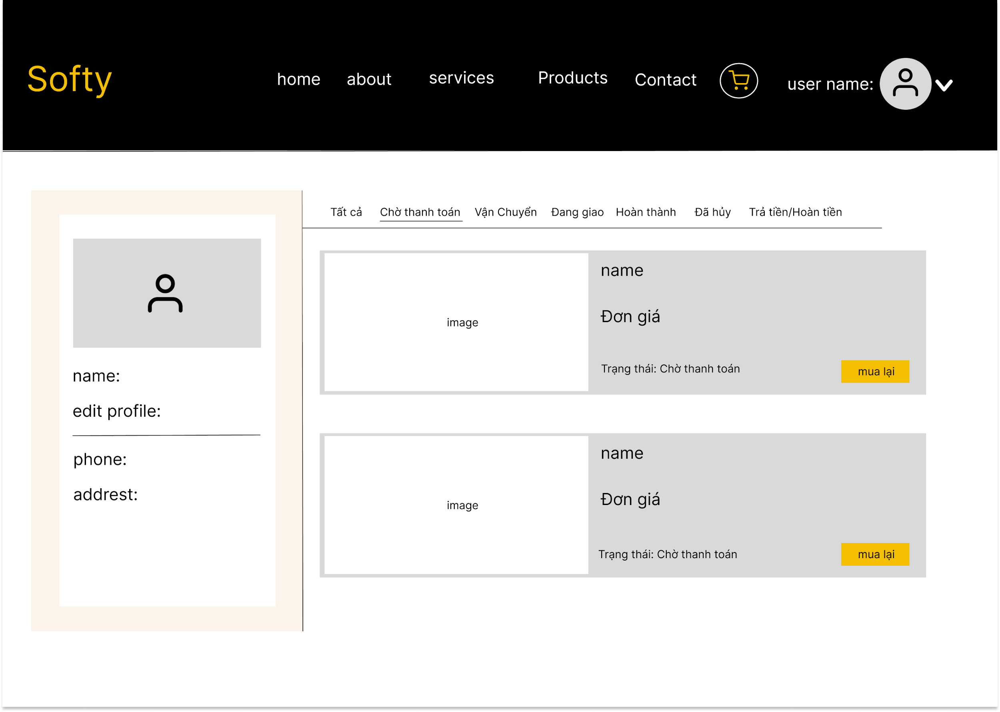 Softy
home about services Products Contact user name:
Tất cả Chờ thanh toán Vận Chuyển Đang giao Hoàn thành Đã hủy Trả tiền/Hoàn tiền
name:
edit profile:
phone:
addrest:
image
name
Đơn giá
Trạng thái: Chờ thanh toán
mua lại
image
name
Đơn giá
Trạng thái: Chờ thanh toán
mua lại